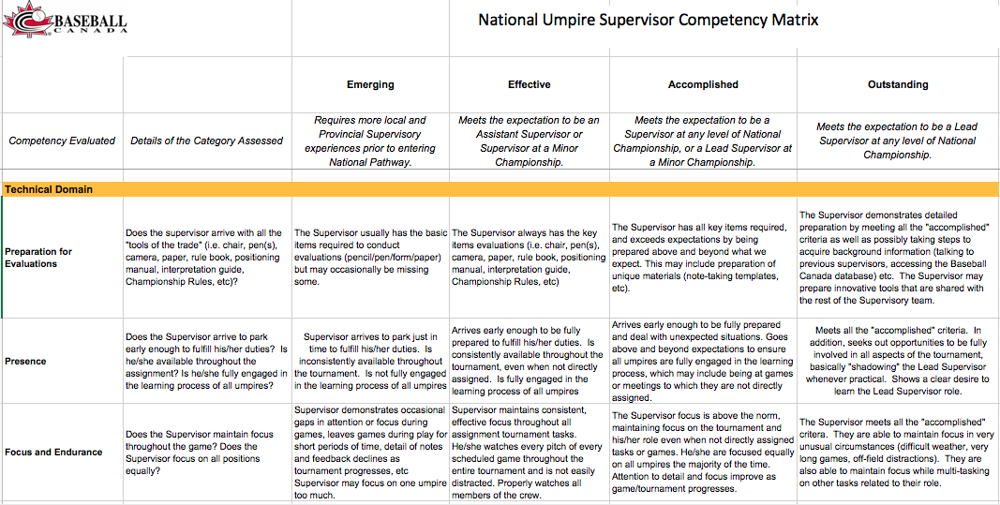 BASEBALL
CANADA
National Umpire Supervisor Competency Matrix
Emerging
Effective
Accomplished
Outstanding
Competency Evaluated
Details of the Category Assessed
Requires more local and
Provincial Supervisory
experiences prior to entering
National Pathway.
Meets the expectation to be an
Assistant Supervisor or
Supervisor at a Minor
Championship.
Meets the expectation to be a
Supervisor at any level of National
Championship, or a Lead Supervisor at
a Minor Championship.
Meets the expectation to be a Lead
Supervisor at any level of National
Championship.
Technical Domain
Preparation for
Evaluations
Does the supervisor arrive with all the
"tools of the trade" (i.e. chair, pen(s),
camera, paper, rule book, positioning
manual, interpretation guide,
Championship Rules, etc)?
The Supervisor usually has the basic
items required to conduct
evaluations (pencil/pen/form/paper)
but may occasionally be missing
some.
The Supervisor always has the key
items evaluations (i.e. chair, pen(s),
camera, paper, rule book, positioning
manual, interpretation guide,
Championship Rules, etc)
The Supervisor has all key items required,
and exceeds expectations by being
prepared above and beyond what we
expect. This may include preparation of
unique materials (note-taking templates,
etc).
The Supervisor demonstrates detailed
preparation by meeting all the "accomplished"
criteria as well as possibly taking steps to
acquire background information (talking to
previous supervisors, accessing the Baseball
Canada database) etc. The Supervisor may
prepare innovative tools that are shared with
the rest of the Supervisory team.
Presence
Does the Supervisor arrive to park
early enough to fulfill his/her duties? Is
he/she available throughout the
assignment? Is he/she fully engaged in
the learning process of all umpires?
Supervisor arrives to park just in
time to fulfill his/her duties. Is
inconsistently available throughout
the tournament. Is not fully engaged
in the learning process of all umpires
Arrives early enough to be fully
prepared to fulfill his/her duties. Is
consistently available throughout the
tournament, even when not directly
assigned. Is fully engaged in the
learning process of all umpires
Arrives early enough to be fully prepared
and deal with unexpected situations. Goes
above and beyond expectations to ensure
all umpires are fully engaged in the learning
process, which may include being at games
or meetings to which they are not directly
assigned.
Meets all the "accomplished" criteria. In
addition, seeks out opportunities to be fully
involved in all aspects of the tournament,
basically "shadowing" the Lead Supervisor
whenever practical. Shows a clear desire to
learn the Lead Supervisor role.
Focus and Endurance
Does the Supervisor maintain focus
throughout the game? Does the
Supervisor focus on all positions
equally?
Supervisor demonstrates occasional
gaps in attention or focus during
games, leaves games during play for
short periods of time, detail of notes
and feedback declines as
tournament progresses, etc
Supervisor may focus on one umpire
too much.
Supervisor maintains consistent,
effective focus throughout all
assignment tournament tasks.
He/she watches every pitch of every
scheduled game throughout the
entire tournament and is not easily
distracted. Properly watches all
members of the crew.
The Supervisor focus is above the norm,
maintaining focus on the tournament and
his/her role even when not directly assigned
tasks or games. He/she are focused equally
on all umpires the majority of the time.
Attention to detail and focus improve as
game/tournament progresses.
The Supervisor meets all the "accomplished"
critera. They are able to maintain focus in very
unusual circumstances (difficult weather, very
long games, off-field distractions). They are
also able to maintain focus while multi-tasking
on other tasks related to their role.